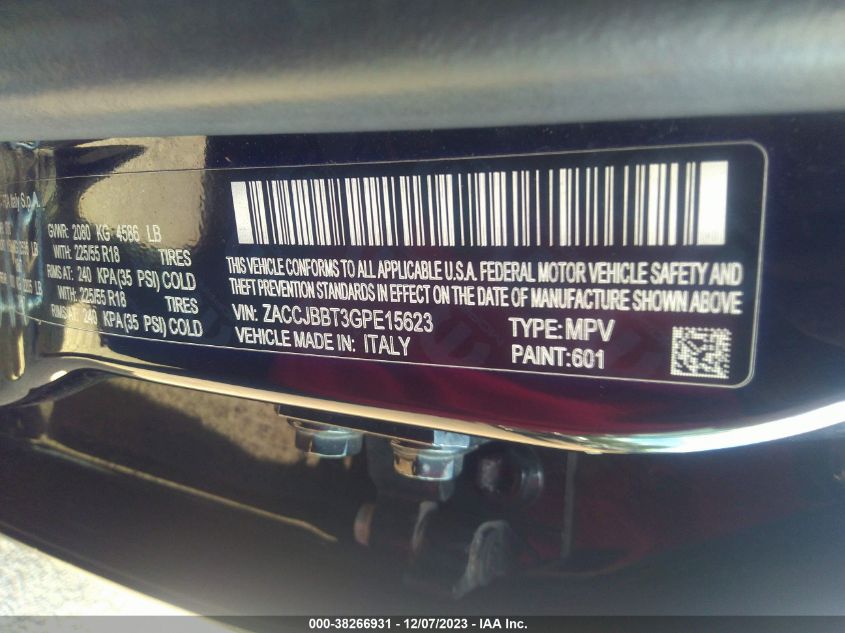 Italy S.p.A.
GVWR: 2080 KG 4586 LB
WITH: 225/55 R18 TIRES
RIMS AT: 240 KPA(35 PSI) COLD
WITH: 225/55 R18 TIRES
RIMS AT: 240 KPA(35 PSI) COLD
LB
LB
THIS VEHICLE CONFORMS TO ALL APPLICABLE U.S.A. FEDERAL MOTOR VEHICLE SAFETY AND
THEFT PREVENTION STANDARDS IN EFFECT ON THE DATE OF MANUFACTURE SHOWN ABOVE
VIN: ZACCJBBT3GPE15623
TYPE:MPV
VEHICLE MADE IN: ITALY
PAINT:601
000-38266931 - 12/07/2023 - IAA Inc.